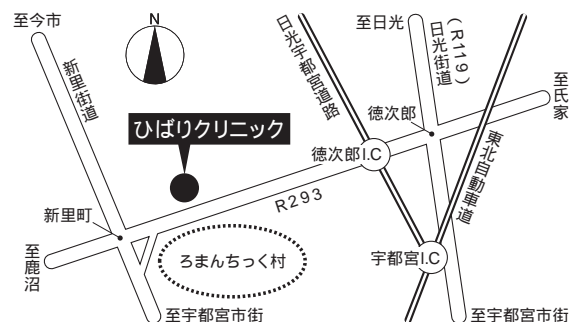 至今市
N
日光宇都宮道路
至日光
日光街道
(R119)
至氏家
新里街道
ひばりクリニック
徳次郎
徳次郎I.C
東北自動車道
R293
新里町
至鹿沼
ろまんちっく村
宇都宮I.C
至宇都宮市街
至宇都宮市街